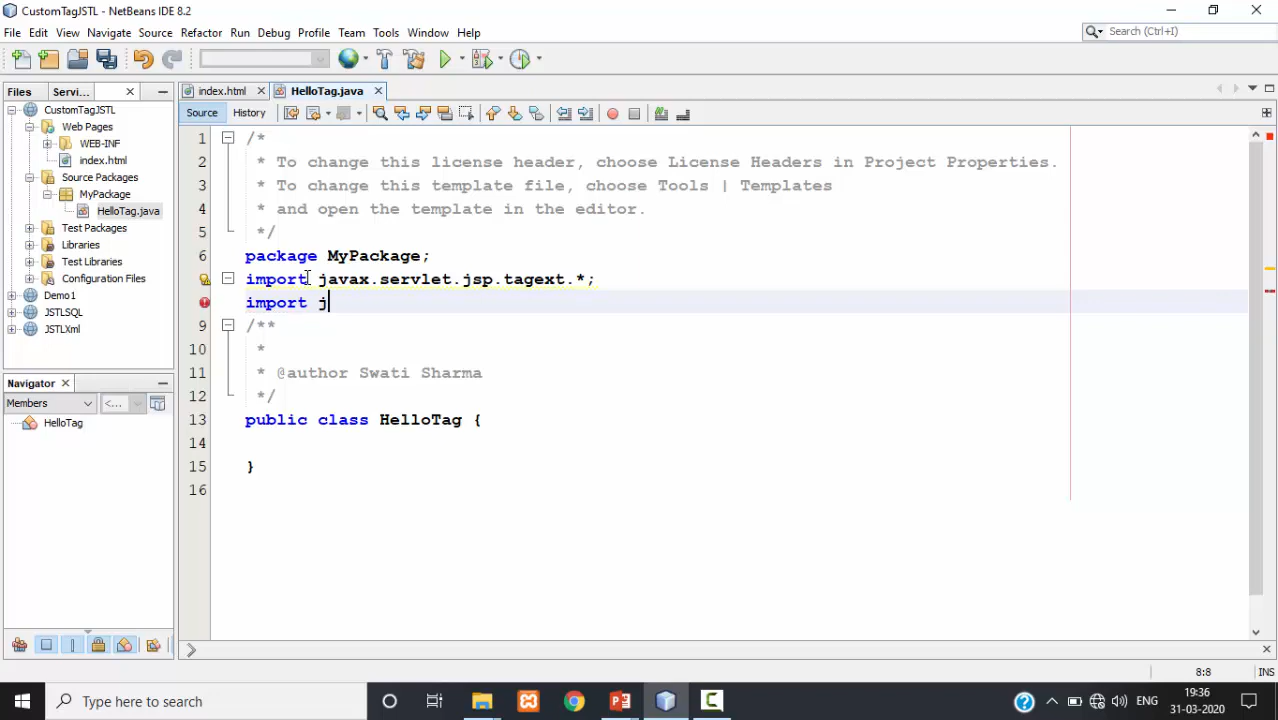 CustomTagJSTL - NetBeans IDE 8.2
File Edit View Navigate Source Refactor Run Debug Profile Team Tools Window Help
Search (Ctrl+I)
Files Servi...
index.html HelloTag.java
Source History
CustomTagJSTL
Web Pages
WEB-INF
index.html
Source Packages
MyPackage
HelloTag.java
Test Packages
Libraries
Test Libraries
Configuration Files
Demo1
JSTLSQL
JSTLXml
Navigator
Members <...
HelloTag
1 /*
2 * To change this license header, choose License Headers in Project Properties.
3 * To change this template file, choose Tools | Templates
4 * and open the template in the editor.
5 */
6 package MyPackage;
import javax.servlet.jsp.tagext.*;
import j
9 /**
10 *
11 * @author Swati Sharma
12 */
13 public class HelloTag {
14
15 }
16
8:8 INS
Type here to search
ENG
19:36
31-03-2020